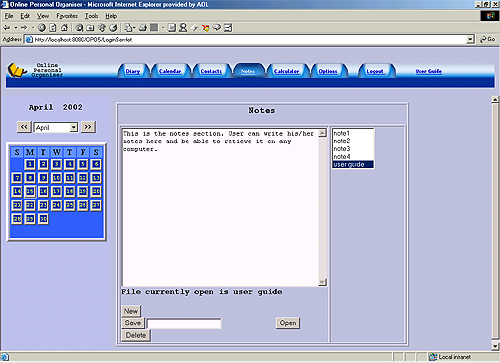 Online Personal Organiser - Microsoft Internet Explorer provided by AOL
File Edit View Favorites Tools Help
Back
Address http://localhost:8080/OPO5/LoginServlet Go
Online
Personal
Organiser
Diary Calendar Contacts Notes Calculator Options Logout User Guide
April 2002
<< April >>
S M T W T F S
1 2 3 4 5 6
7 8 9 10 11 12 13
14 15 16 17 18 19 20
21 22 23 24 25 26 27
28 29 30
Notes
This is the notes section. User can write his/her
notes here and be able to retrieve it on any
computer.
note1
note2
note3
note4
user guide
File currently open is user guide
New
Save Open
Delete
Local intranet